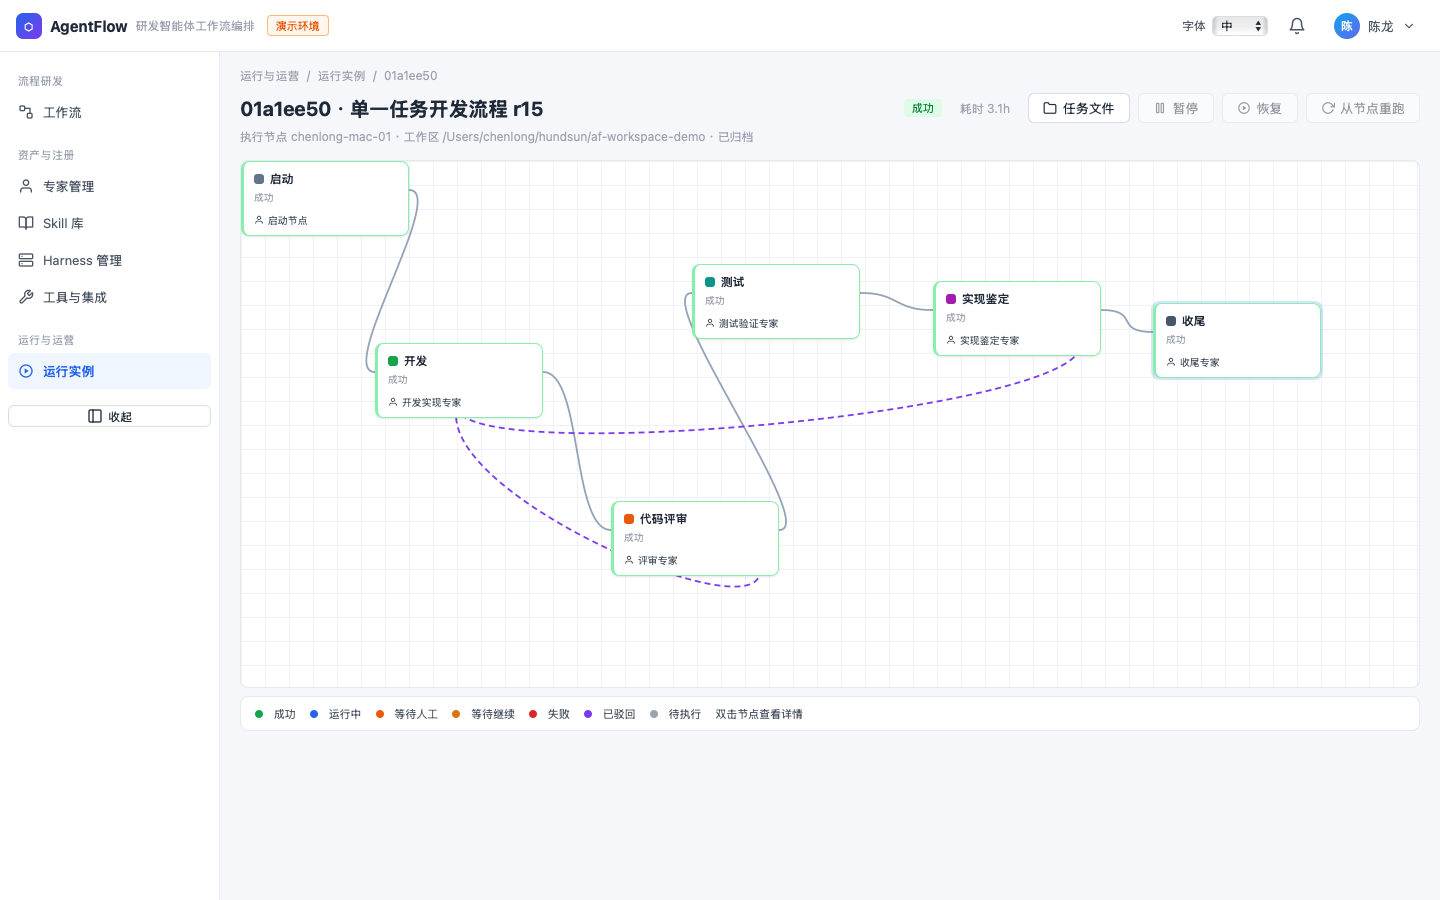 AgentFlow 研发智能体工作流编排 演示环境 字体 中 陈 陈龙
流程研发
工作流
资产与注册
专家管理
Skill 库
Harness 管理
工具与集成
运行与运营
运行实例
收起
运行与运营 / 运行实例 / 01a1ee50
01a1ee50 · 单一任务开发流程 r15 成功 耗时 3.1h 任务文件 暂停 恢复 从节点重跑
执行节点 chenlong-mac-01 · 工作区 /Users/chenlong/hundsun/af-workspace-demo · 已归档
启动
成功
启动节点
测试
成功
测试验证专家
实现鉴定
成功
实现鉴定专家
收尾
成功
收尾专家
开发
成功
开发实现专家
代码评审
成功
评审专家
成功 运行中 等待人工 等待继续 失败 已驳回 待执行 双击节点查看详情